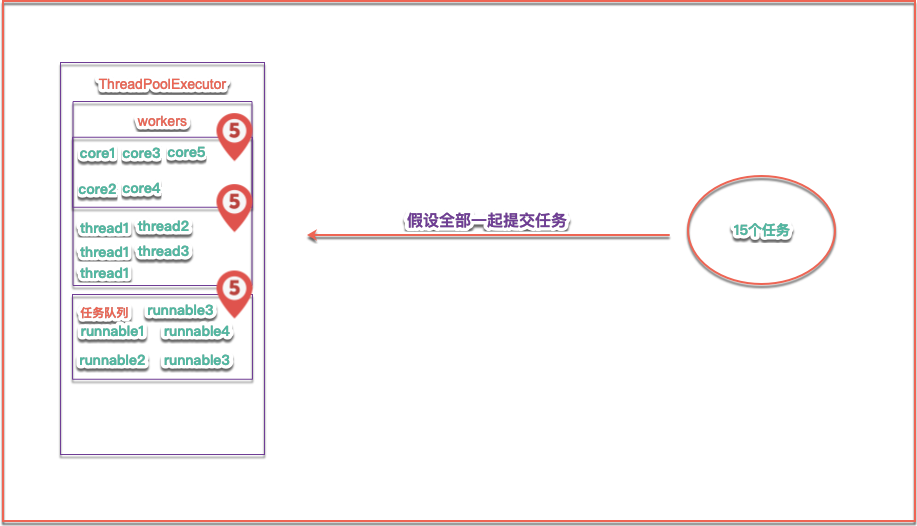 ThreadPoolExecutor
workers
5
core1 core3 core5
core2 core4
5
thread1 thread2
thread1 thread3
thread1
5
任务队列 runnable3
runnable1 runnable4
runnable2 runnable3
假设全部一起提交任务
15个任务